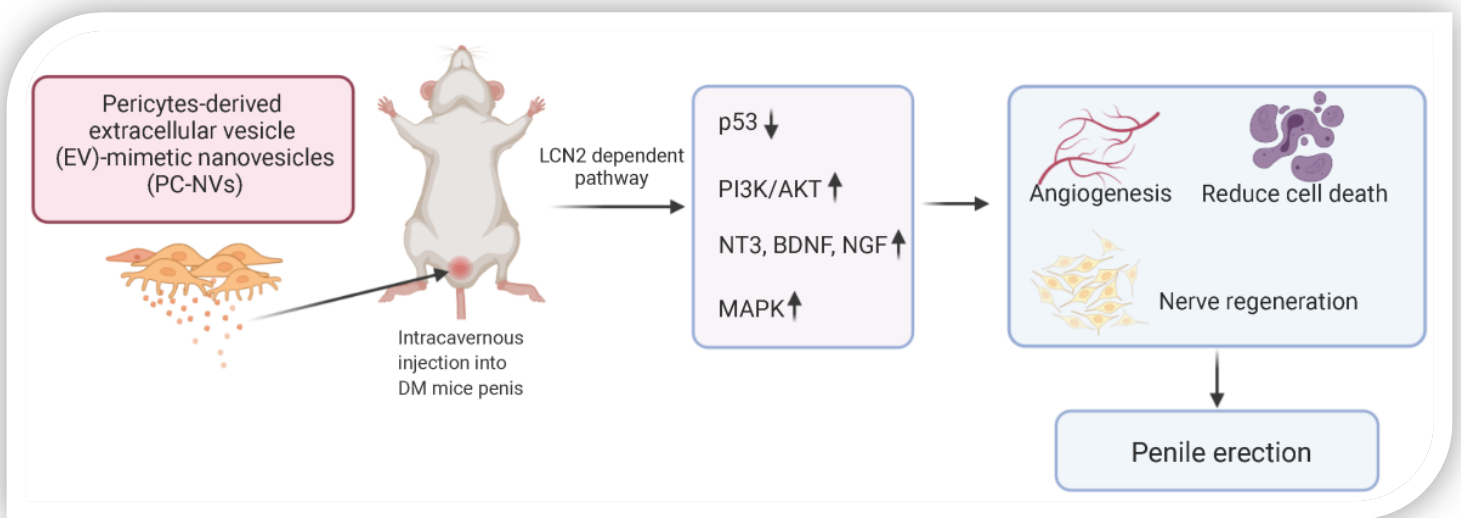 Pericytes-derived
extracellular vesicle
(EV)-mimetic nanovesicles
(PC-NVs)
Intracavernous
injection into
DM mice penis
LCN2 dependent
pathway
p53
PI3K/AKT
NT3, BDNF, NGF
MAPK
Angiogenesis
Reduce cell death
Nerve regeneration
Penile erection